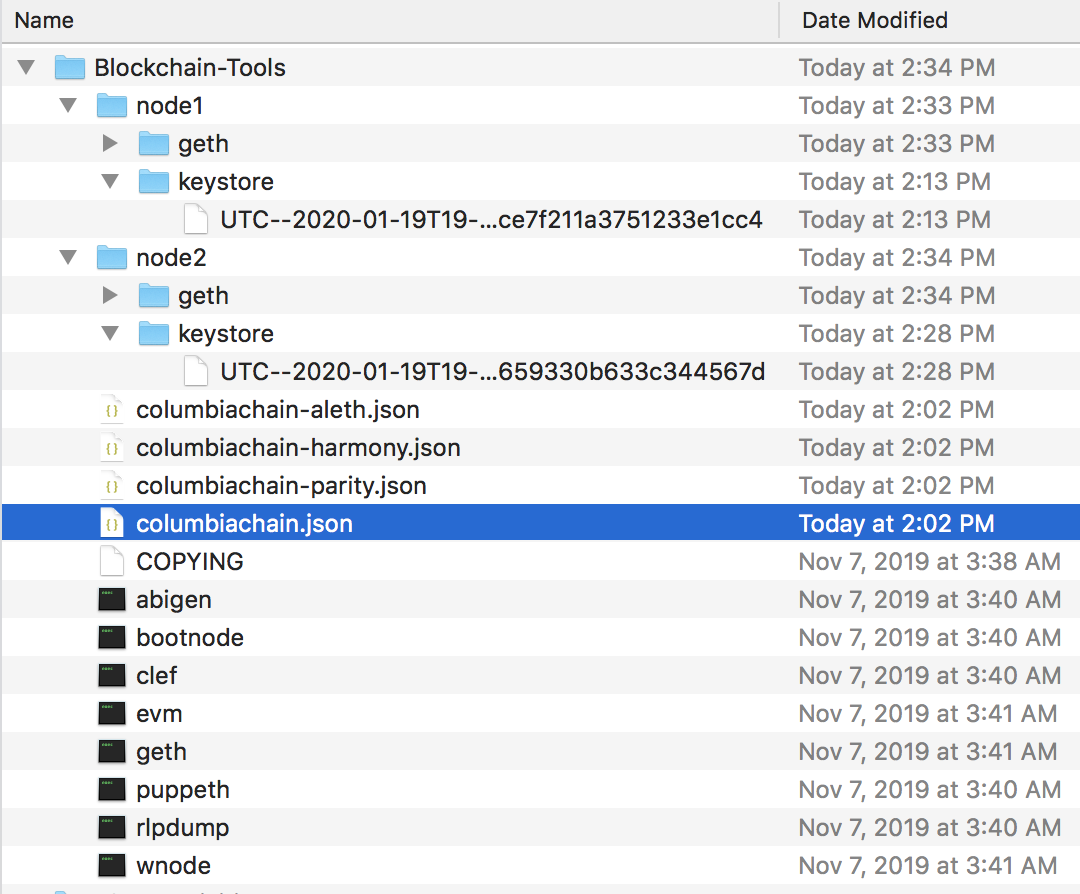 Name Date Modified
Blockchain-Tools Today at 2:34 PM
node1 Today at 2:33 PM
geth Today at 2:33 PM
keystore Today at 2:13 PM
UTC--2020-01-19T19-...ce7f211a3751233e1cc4 Today at 2:13 PM
node2 Today at 2:34 PM
geth Today at 2:34 PM
keystore Today at 2:28 PM
UTC--2020-01-19T19-...659330b633c344567d Today at 2:28 PM
columbiachain-aleth.json Today at 2:02 PM
columbiachain-harmony.json Today at 2:02 PM
columbiachain-parity.json Today at 2:02 PM
columbiachain.json Today at 2:02 PM
COPYING Nov 7, 2019 at 3:38 AM
abigen Nov 7, 2019 at 3:40 AM
bootnode Nov 7, 2019 at 3:40 AM
clef Nov 7, 2019 at 3:40 AM
evm Nov 7, 2019 at 3:41 AM
geth Nov 7, 2019 at 3:41 AM
puppeth Nov 7, 2019 at 3:40 AM
rlpdump Nov 7, 2019 at 3:40 AM
wnode Nov 7, 2019 at 3:41 AM